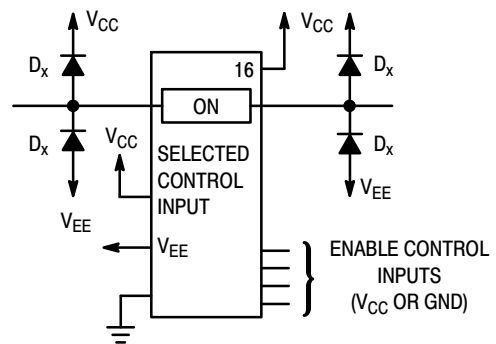 VCC
VCC
Dx
16
Dx
ON
Dx
VCC
SELECTED
CONTROL
INPUT
Dx
VEE
VEE
VEE
ENABLE CONTROL
INPUTS
(VCC OR GND)